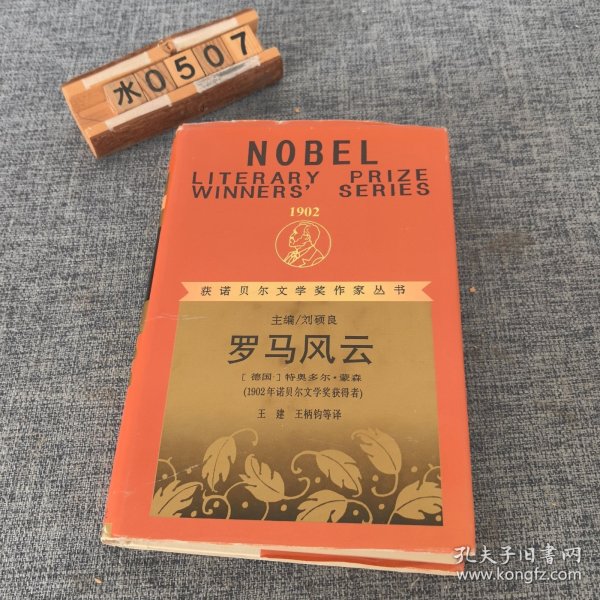 水0507
NOBEL
LITERARY PRIZE
WINNERS' SERIES
1902
获诺贝尔文学奖作家丛书
主编/刘硕良
罗马风云
[德国]特奥多尔·蒙森
(1902年诺贝尔文学奖获得者)
王 建 王炳钧等译
孔夫子旧书网
www.kongfz.com